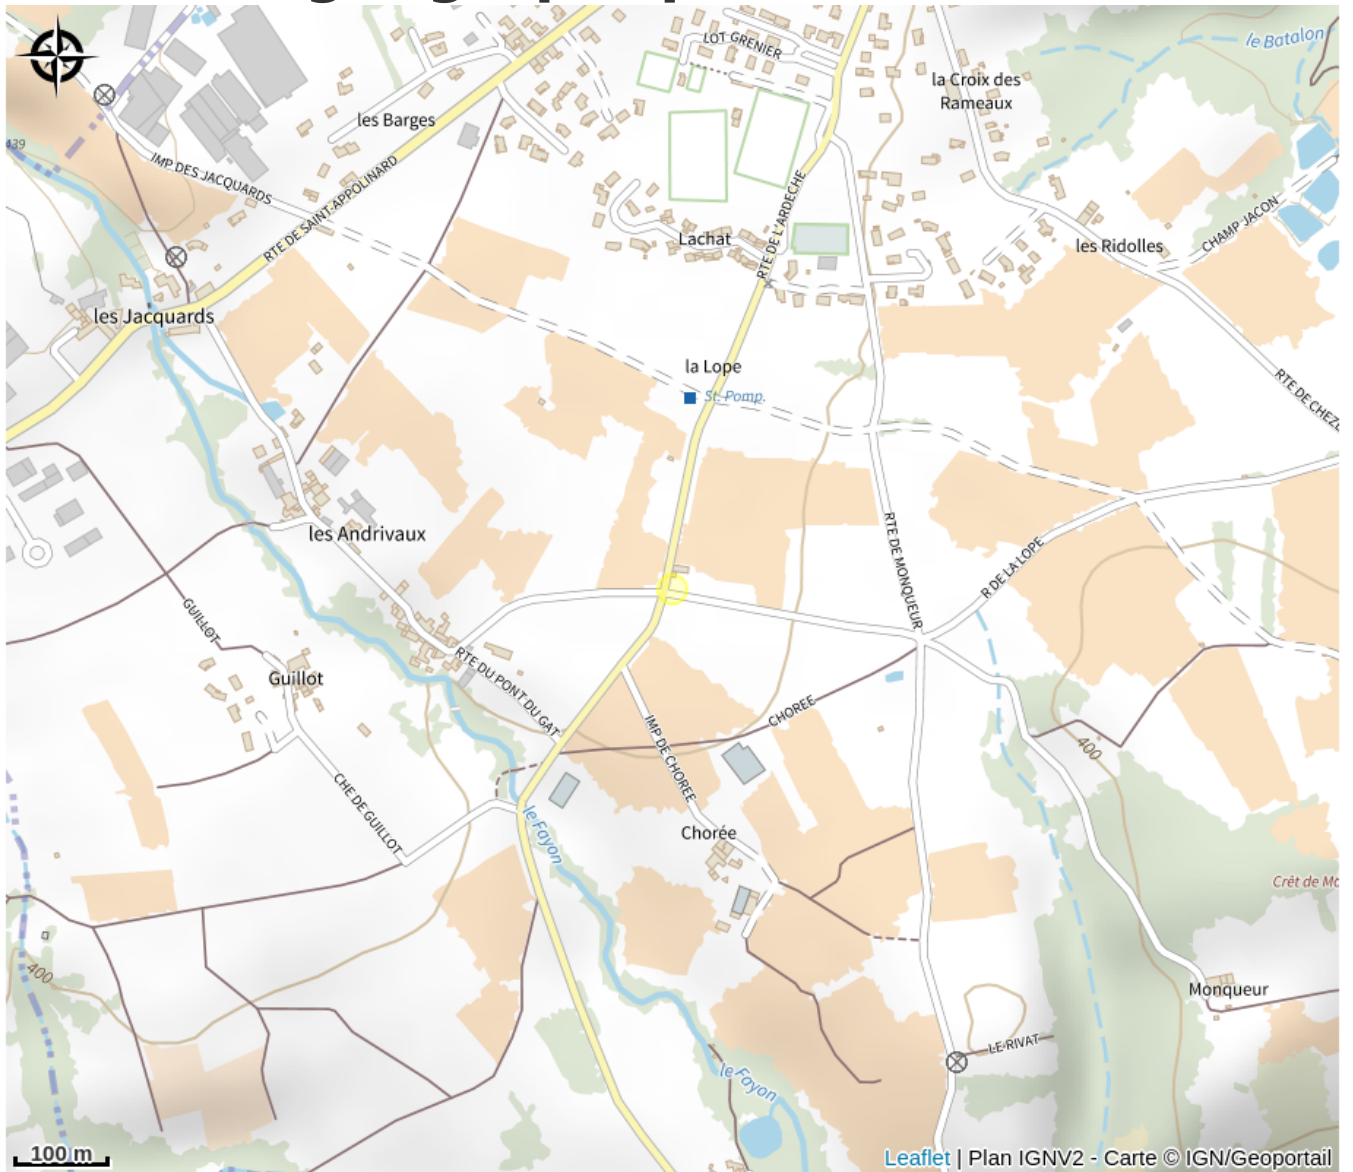 LOT GRENIER
le Batalon
la Croix des
Rameaux
les Barges
439
IMP DES JACQUARDS
RTE DE SAINT-APPOLINARD
RTE DE L'ARDECHE
Lachat
les Ridolles
CHAMP JACON
les Jacquards
la Lope
St. Pomp.
RTE DE CHEZE
les Andrivaux
RTE DE MONQUEUR
R DE LA LOPE
GUILLOT
Guillot
RTE DU PONT DU GAT
CHOREE
IMP DE CHOREE
400
CHE DE GUILLOT
le Fayon
Chorée
Crêt de Mo
400
Monqueur
LE RIVAT
le Fayon
100 m
Leaflet | Plan IGNV2 - Carte © IGN/Geoportail